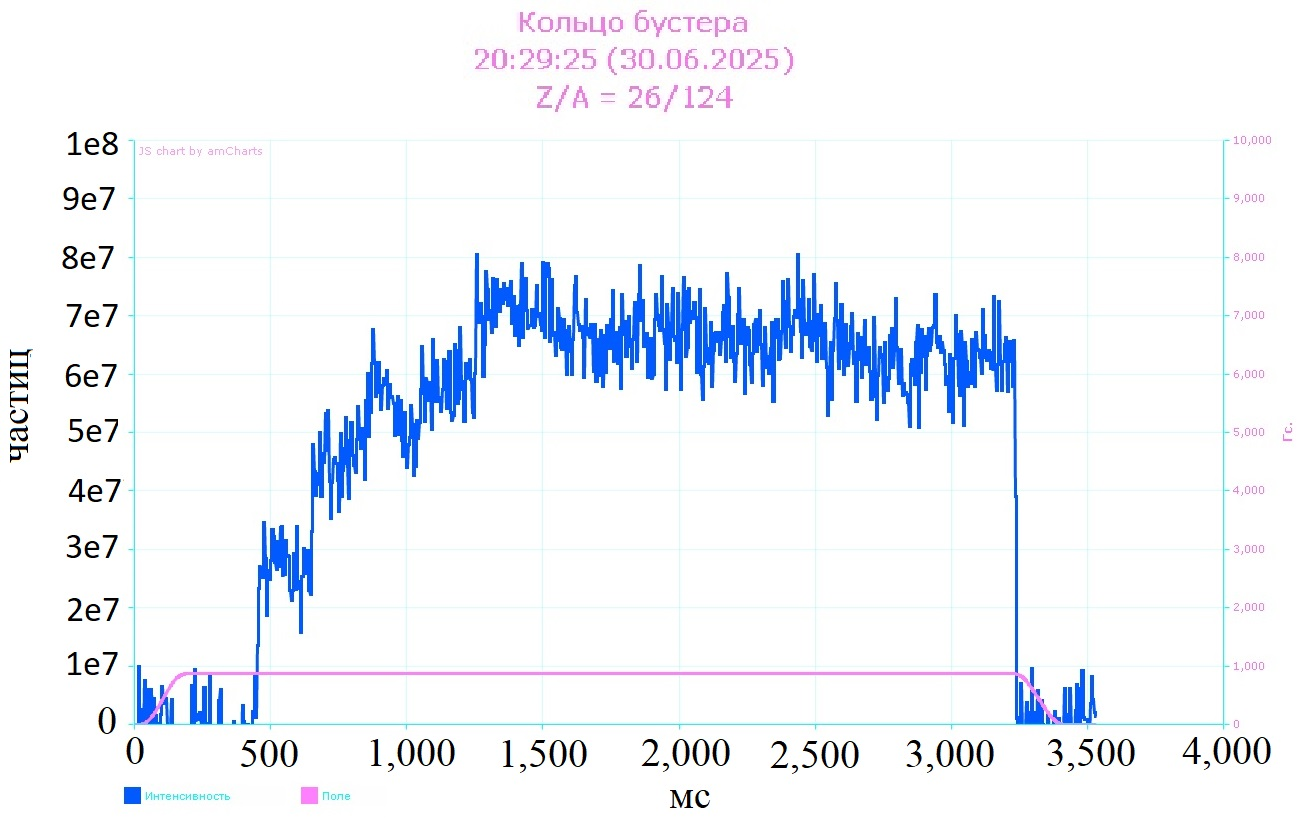 Кольцо бустера
20:29:25 (30.06.2025)
Z/A = 26/124
JS chart by amCharts
1e8
9e7
8e7
7e7
6e7
5e7
4e7
3e7
2e7
1e7
0
частиц
10,000
9,000
8,000
7,000
6,000
5,000
4,000
3,000
2,000
1,000
0
Гс.
0 500 1,000 1,500 2,000 2,500 3,000 3,500 4,000
мс
Интенсивность Поле